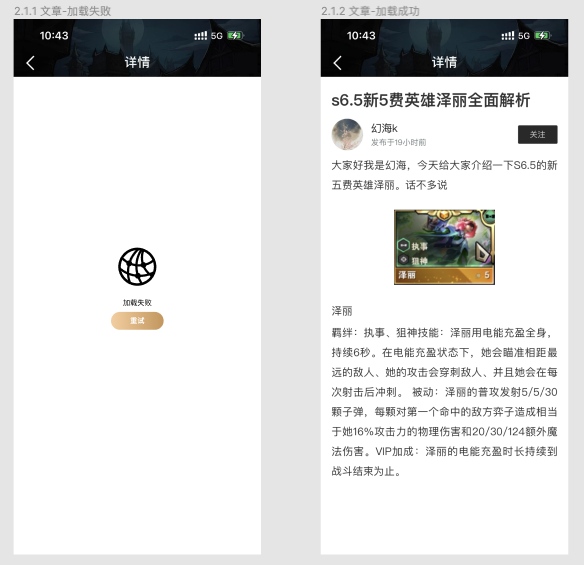 2.1.1 文章-加载失败
10:43
5G
详情
加载失败
重试
2.1.2 文章-加载成功
10:43
5G
详情
s6.5新5费英雄泽丽全面解析
幻海k
发布于19小时前
关注
大家好我是幻海，今天给大家介绍一下S6.5的新
五费英雄泽丽。话不多说
执事
狙神
泽丽
5
泽丽
羁绊：执事、狙神技能：泽丽用电能充盈全身，
持续6秒。在电能充盈状态下，她会瞄准相距最
远的敌人、她的攻击会穿刺敌人、并且她会在每
次射击后冲刺。 被动：泽丽的普攻发射5/5/30
颗子弹，每颗对第一个命中的敌方弈子造成相当
于她16%攻击力的物理伤害和20/30/124额外魔
法伤害。VIP加成：泽丽的电能充盈时长持续到
战斗结束为止。